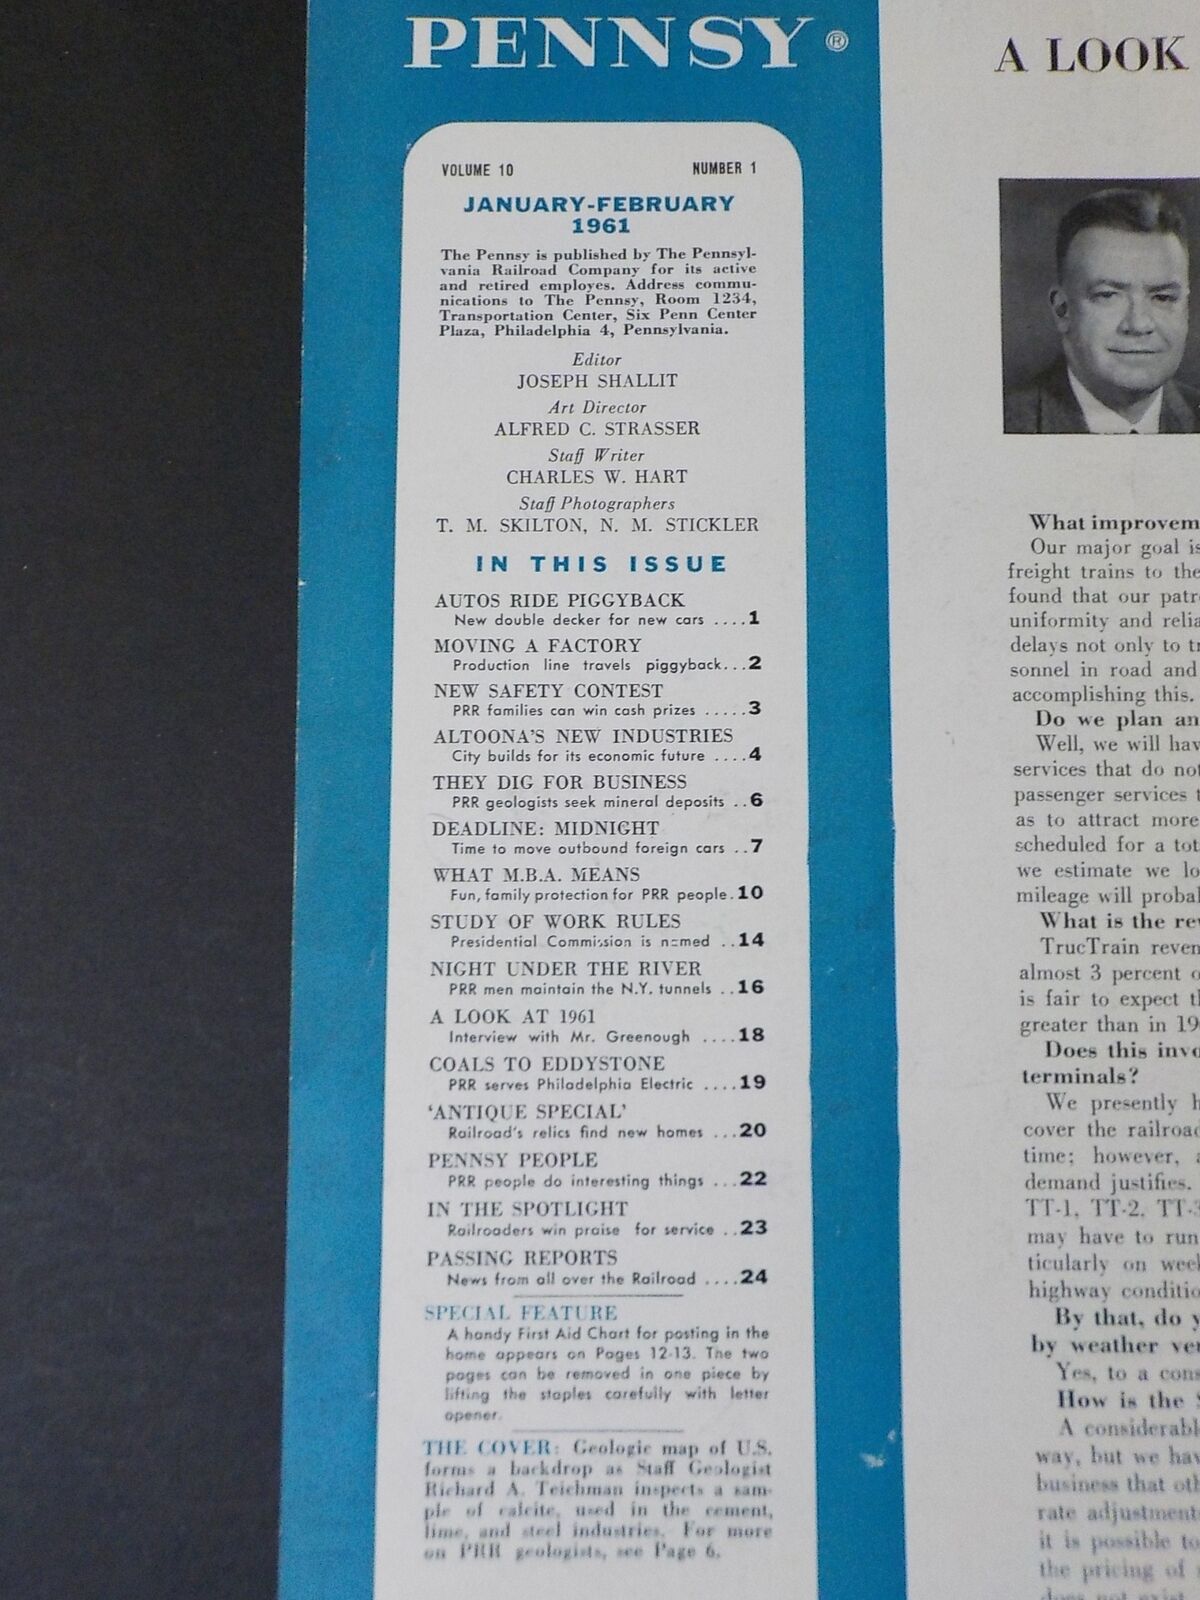 PENNSY ®
VOLUME 10 NUMBER 1
JANUARY-FEBRUARY
1961
The Pennsy is published by The Pennsyl-
vania Railroad Company for its active
and retired employes. Address commu-
nications to The Pennsy, Room 1234,
Transportation Center, Six Penn Center
Plaza, Philadelphia 4, Pennsylvania.
Editor
JOSEPH SHALLIT
Art Director
ALFRED C. STRASSER
Staff Writer
CHARLES W. HART
Staff Photographers
T. M. SKILTON, N. M. STICKLER
IN THIS ISSUE
AUTOS RIDE PIGGYBACK
New double decker for new cars ....1
MOVING A FACTORY
Production line travels piggyback...2
NEW SAFETY CONTEST
PRR families can win cash prizes .....3
ALTOONA'S NEW INDUSTRIES
City builds for its economic future ....4
THEY DIG FOR BUSINESS
PRR geologists seek mineral deposits ..6
DEADLINE: MIDNIGHT
Time to move outbound foreign cars ..7
WHAT M.B.A. MEANS
Fun, family protection for PRR people.10
STUDY OF WORK RULES
Presidential Commission is named ..14
NIGHT UNDER THE RIVER
PRR men maintain the N.Y. tunnels ..16
A LOOK AT 1961
Interview with Mr. Greenough ....18
COALS TO EDDYSTONE
PRR serves Philadelphia Electric ....19
'ANTIQUE SPECIAL'
Railroad's relics find new homes ...20
PENNSY PEOPLE
PRR people do interesting things ...22
IN THE SPOTLIGHT
Railroaders win praise for service ..23
PASSING REPORTS
News from all over the Railroad ....24
SPECIAL FEATURE
A handy First Aid Chart for posting in the
home appears on Pages 12-13. The two
pages can be removed in one piece by
lifting the staples carefully with letter
opener.
THE COVER: Geologic map of U.S.
forms a backdrop as Staff Geologist
Richard A. Teichman inspects a sam-
ple of calcite, used in the cement,
lime, and steel industries. For more
on PRR geologists, see Page 6.
A LOOK
What improvem
Our major goal is
freight trains to the
found that our patr
uniformity and relia
delays not only to tr
sonnel in road and
accomplishing this.
Do we plan an
Well, we will hav
services that do not
passenger services t
as to attract more
scheduled for a tot
we estimate we lo
mileage will probal
What is the rev
TrucTrain reven
almost 3 percent o
is fair to expect th
greater than in 19
Does this invo
terminals?
We presently h
cover the railroad
time; however, a
demand justifies.
TT-1, TT-2, TT-3
may have to run
ticularly on week
highway conditio
By that, do y
by weather ver
Yes, to a cons
How is the S
A considerabl
way, but we hav
business that oth
rate adjustment
it is possible to
the pricing of
does not exist